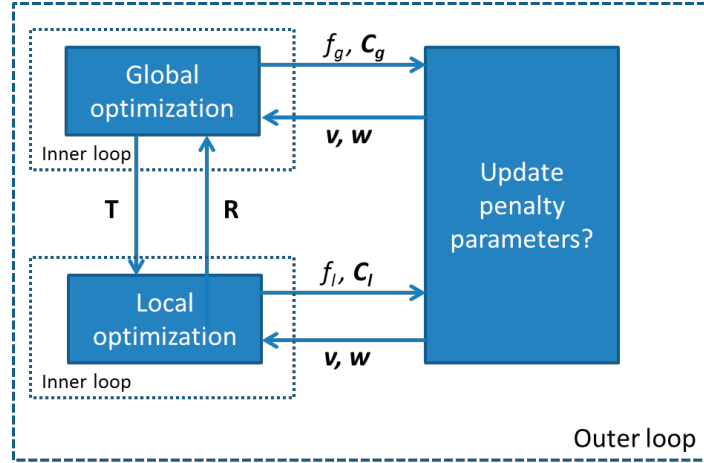 Global
optimization
Inner loop
f_g, C_g
v, w
T
R
Update
penalty
parameters?
Local
optimization
Inner loop
f_l, C_l
v, w
Outer loop